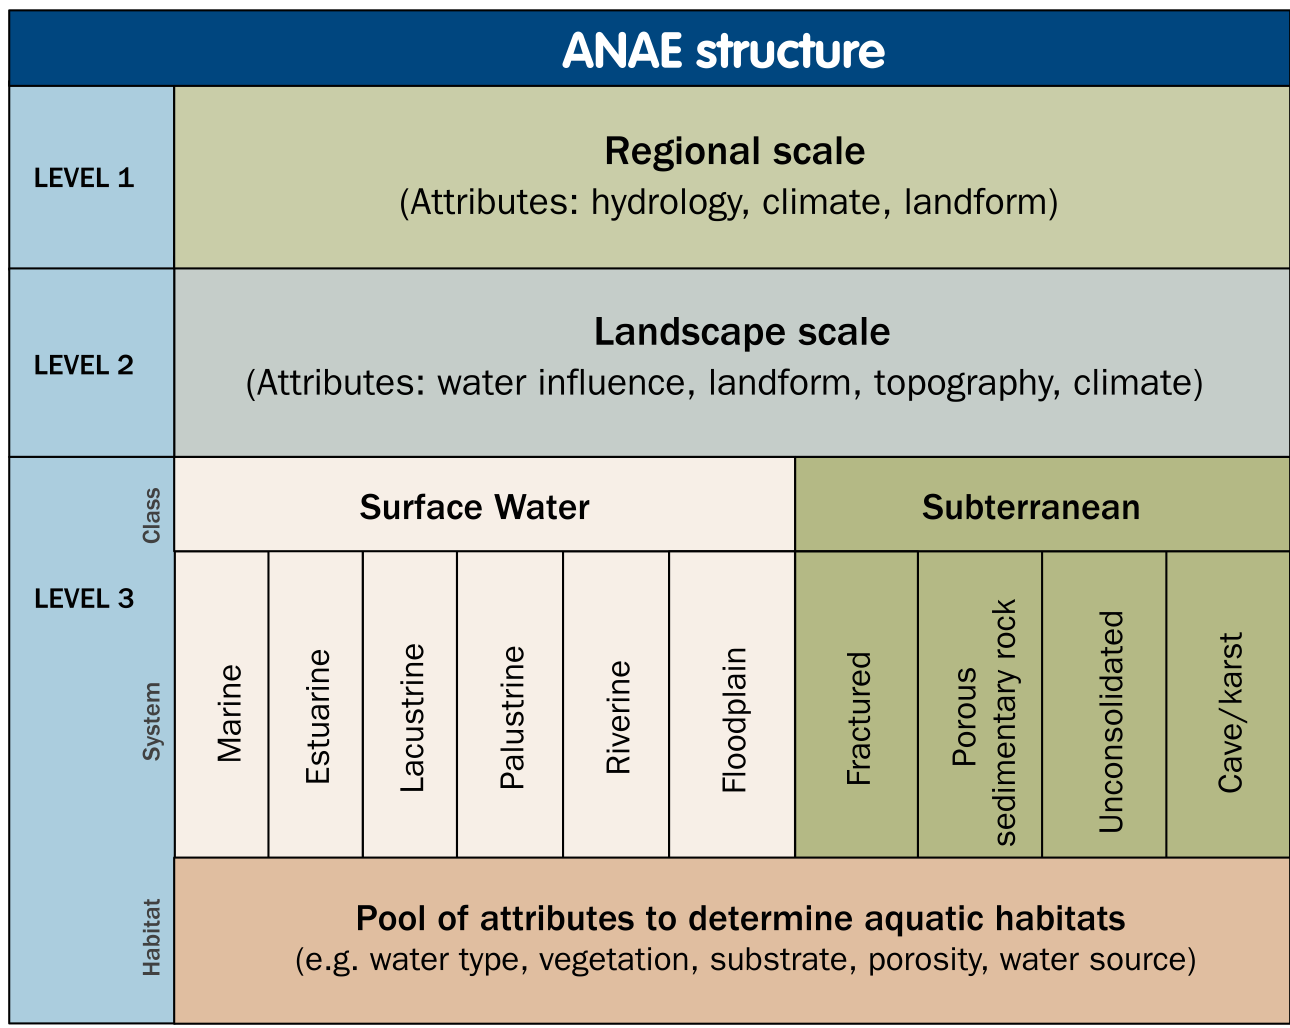 ANAE structure
LEVEL 1
Regional scale
(Attributes: hydrology, climate, landform)
LEVEL 2
Landscape scale
(Attributes: water influence, landform, topography, climate)
LEVEL 3
Class
Surface Water
Subterranean
System
Marine
Estuarine
Lacustrine
Palustrine
Riverine
Floodplain
Fractured
Porous
sedimentary rock
Unconsolidated
Cave/karst
Habitat
Pool of attributes to determine aquatic habitats
(e.g. water type, vegetation, substrate, porosity, water source)